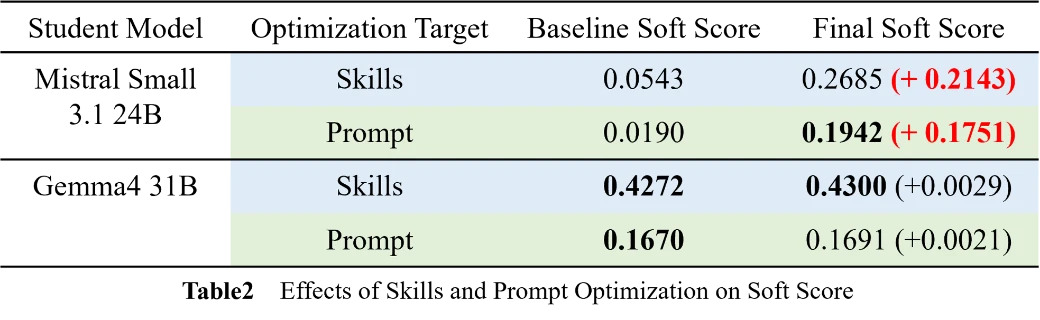 Student Model Optimization Target Baseline Soft Score Final Soft Score
Mistral Small 3.1 24B Skills 0.0543 0.2685 (+ 0.2143)
Prompt 0.0190 0.1942 (+ 0.1751)
Gemma4 31B Skills 0.4272 0.4300 (+0.0029)
Prompt 0.1670 0.1691 (+0.0021)
Table2 Effects of Skills and Prompt Optimization on Soft Score